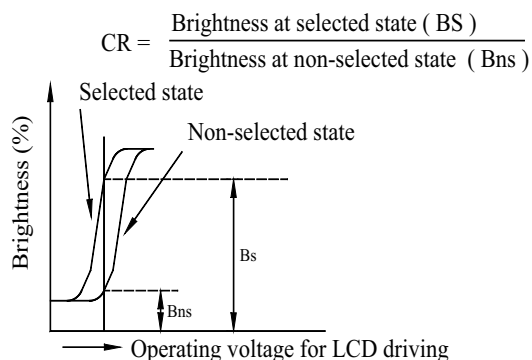 CR = Brightness at selected state ( BS )
Brightness at non-selected state ( Bns )
Selected state
Non-selected state
Brightness (%)
Bs
Bns
Operating voltage for LCD driving